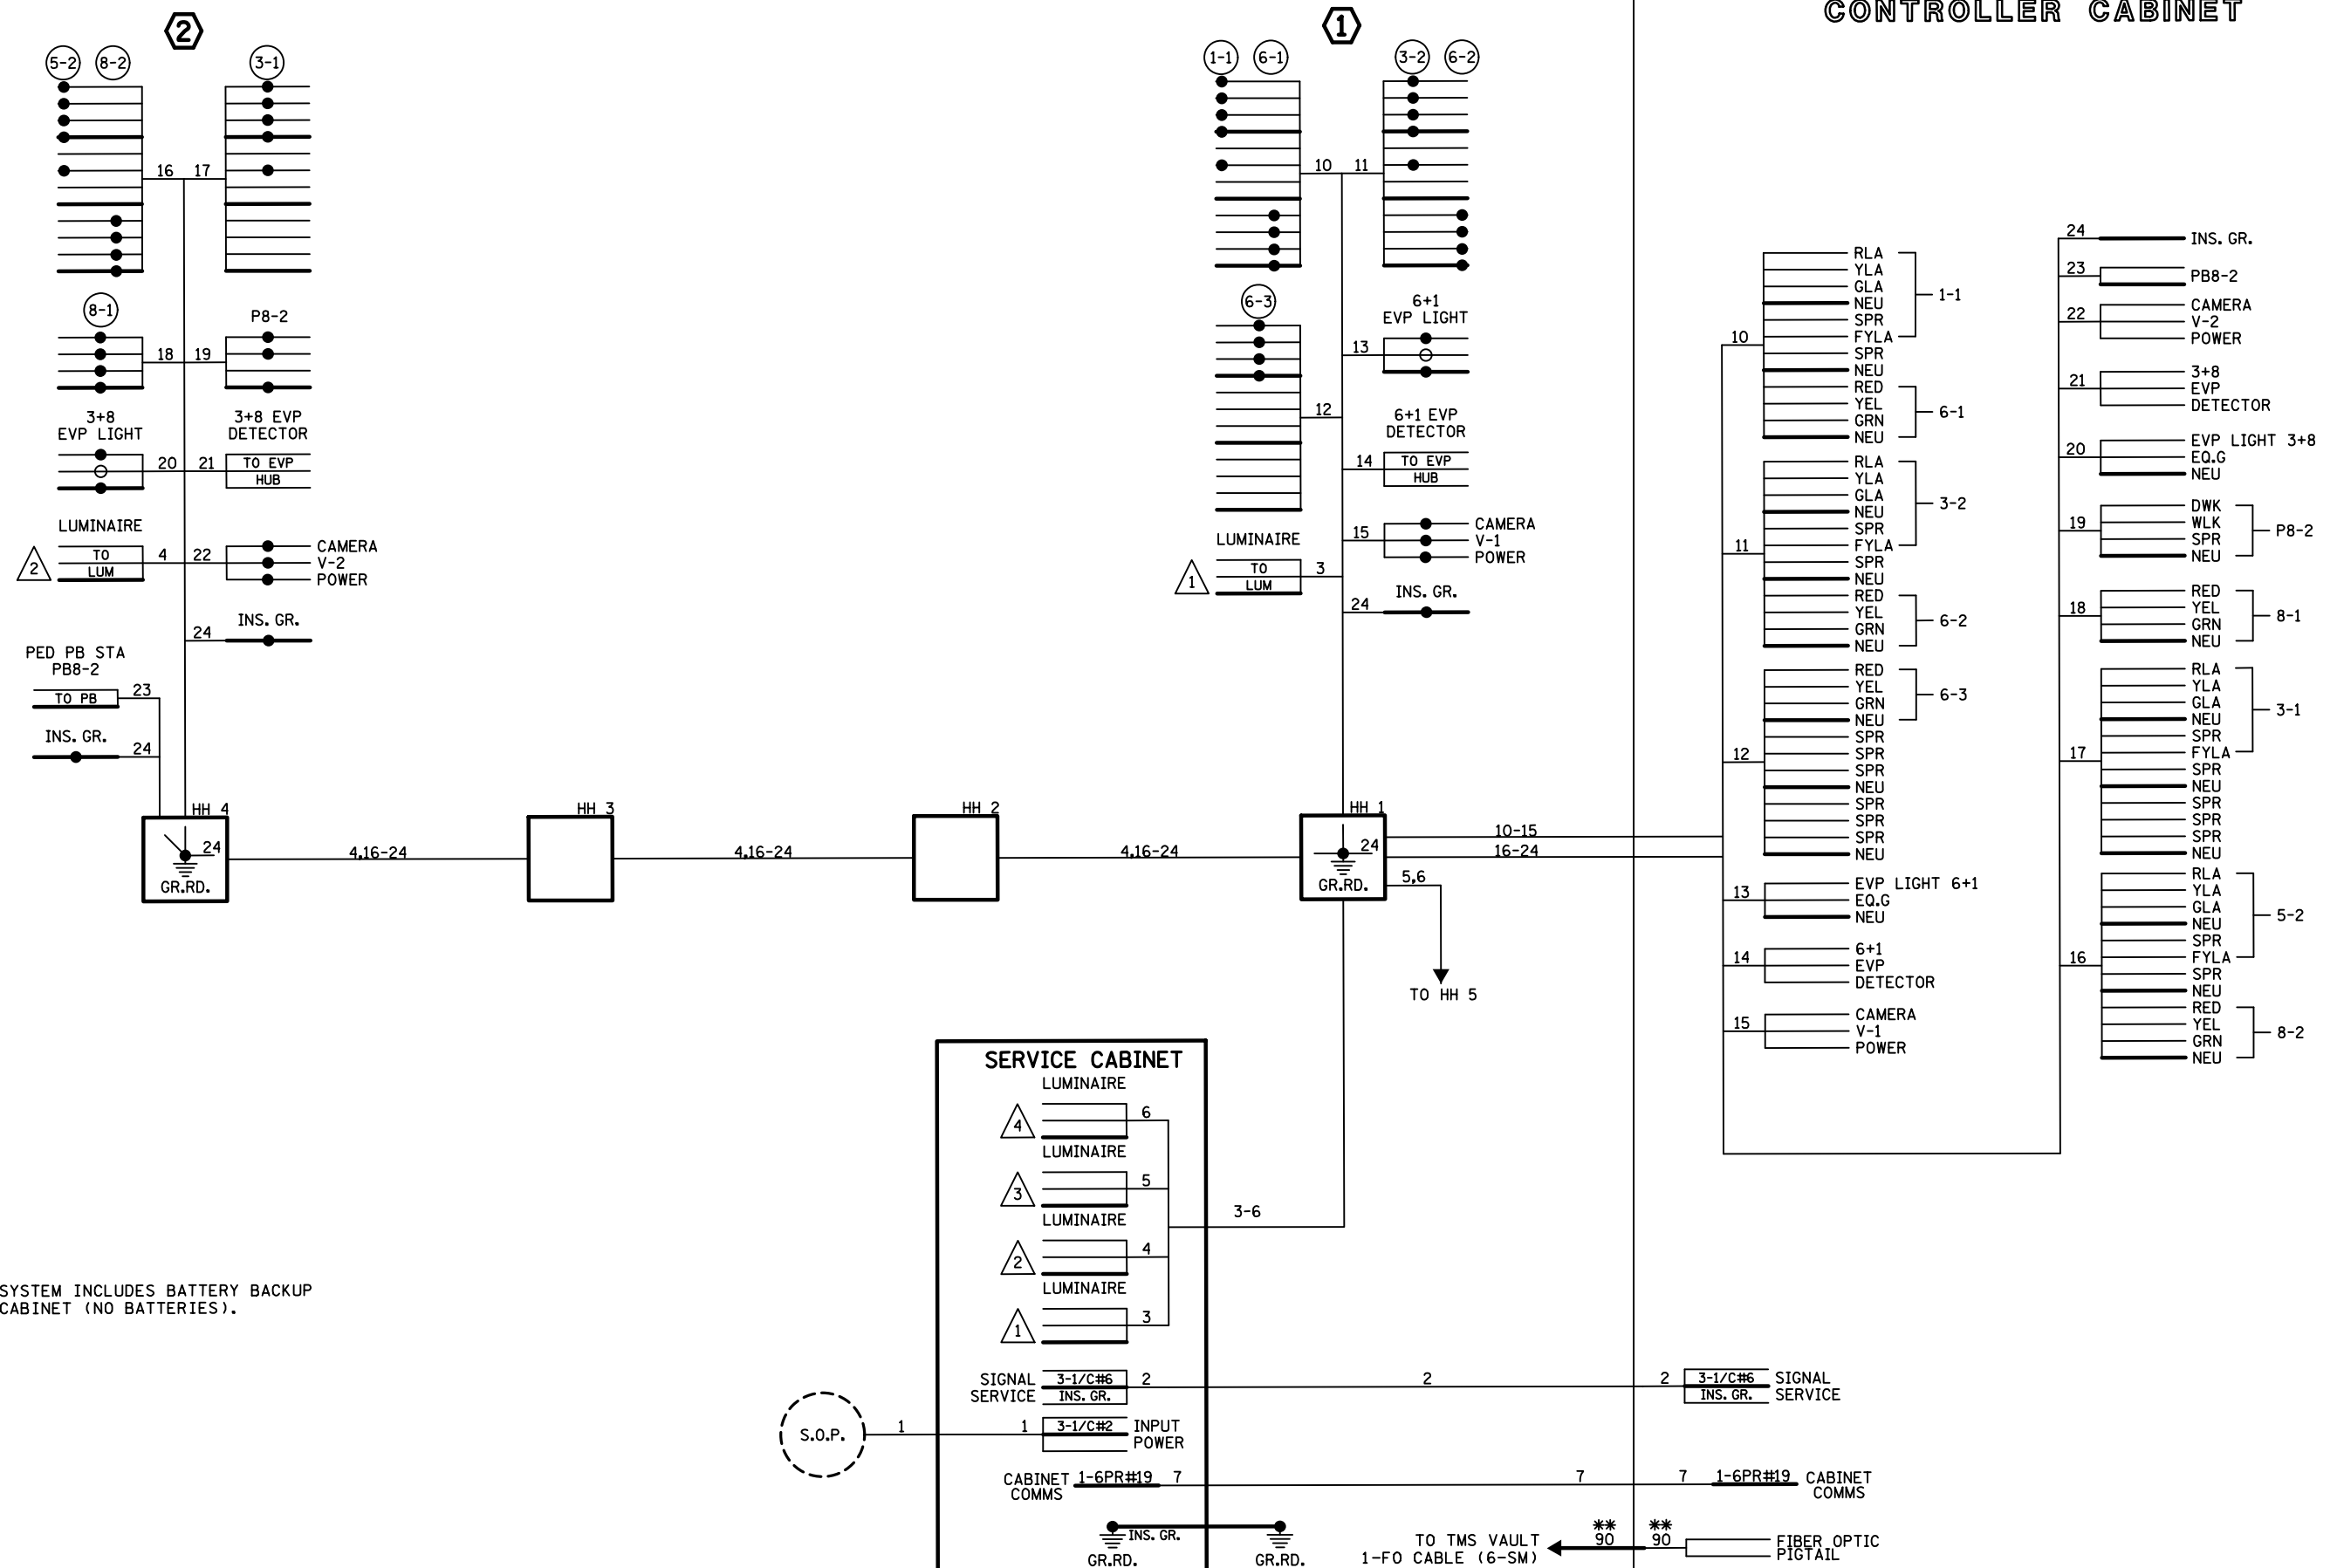 CONTROLLER CABINET
2
5-2 8-2 3-1
16 17
8-1
P8-2
18 19
3+8
EVP LIGHT
3+8 EVP
DETECTOR
20 21 TO EVP
HUB
LUMINAIRE
2 TO
LUM
4 22
CAMERA
V-2
POWER
INS. GR.
24
PED PB STA
PB8-2
TO PB 23
INS. GR.
24
HH 4
24
GR.RD.
4,16-24
HH 3
4,16-24
HH 2
4,16-24
1
1-1 6-1 3-2 6-2
10 11
6-3
12
6+1
EVP LIGHT
13
6+1 EVP
DETECTOR
14 TO EVP
HUB
LUMINAIRE
1 TO
LUM
3
15
CAMERA
V-1
POWER
INS. GR.
24
HH 1
24
GR.RD.
10-15
16-24
5,6
TO HH 5
10
RLA
YLA
GLA
NEU
SPR
FYLA
1-1
SPR
NEU
RED
YEL
GRN
NEU
6-1
11
RLA
YLA
GLA
NEU
SPR
FYLA
3-2
SPR
NEU
RED
YEL
GRN
NEU
6-2
12
RED
YEL
GRN
NEU
6-3
SPR
SPR
SPR
NEU
SPR
SPR
SPR
NEU
13
EVP LIGHT 6+1
EQ.G
NEU
14
6+1
EVP
DETECTOR
15
CAMERA
V-1
POWER
24 INS. GR.
23 PB8-2
22
CAMERA
V-2
POWER
21
3+8
EVP
DETECTOR
20
EVP LIGHT 3+8
EQ.G
NEU
19
DWK
WLK
SPR
NEU
P8-2
18
RED
YEL
GRN
NEU
8-1
17
RLA
YLA
GLA
NEU
SPR
FYLA
3-1
SPR
NEU
SPR
SPR
SPR
NEU
16
RLA
YLA
GLA
NEU
SPR
FYLA
5-2
SPR
NEU
RED
YEL
GRN
NEU
8-2
SERVICE CABINET
LUMINAIRE
4 6
LUMINAIRE
3 5
LUMINAIRE
2 4
LUMINAIRE
1 3
3-6
SIGNAL
SERVICE
3-1/C#6
INS. GR.
2 2 2
3-1/C#6
INS. GR.
SIGNAL
SERVICE
S.O.P. 1 1
3-1/C#2
INPUT
POWER
CABINET
COMMS
1-6PR#19 7 7 7 1-6PR#19
CABINET
COMMS
INS. GR.
GR.RD. GR.RD.
TO TMS VAULT
1-FO CABLE (6-SM)
** **
90 90
FIBER OPTIC
PIGTAIL
SYSTEM INCLUDES BATTERY BACKUP
CABINET (NO BATTERIES).